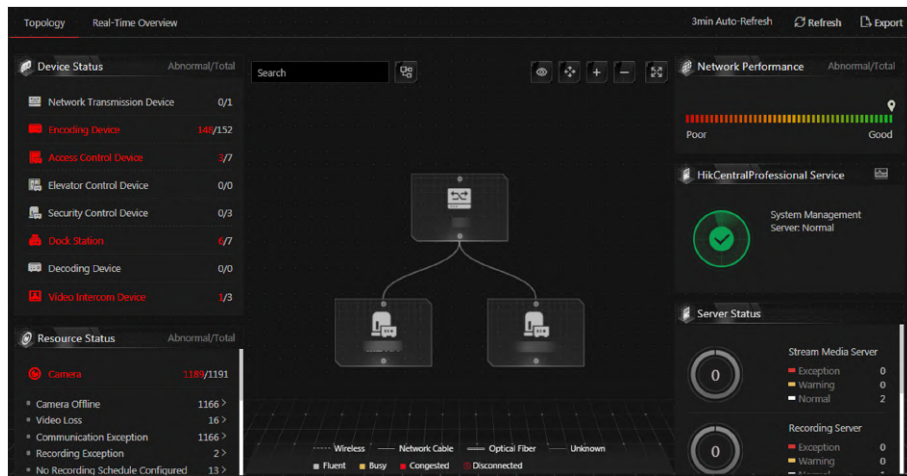 Topology Real-Time Overview 3min Auto-Refresh Refresh Export
Device Status Abnormal/Total
Network Transmission Device 0/1
Encoding Device 148/152
Access Control Device 3/7
Elevator Control Device 0/0
Security Control Device 0/3
Dock Station 6/7
Decoding Device 0/0
Video Intercom Device 1/3
Resource Status Abnormal/Total
Camera 1189/1191
Camera Offline 1166 >
Video Loss 16 >
Communication Exception 1166 >
Recording Exception 2 >
No Recording Schedule Configured 13 >
Search
Wireless Network Cable Optical Fiber Unknown
Fluent Busy Congested Disconnected
Network Performance Abnormal/Total
Poor Good
HikCentralProfessional Service
System Management
Server: Normal
Server Status
0
Stream Media Server
Exception 0
Warning 0
Normal 2
0
Recording Server
Exception 0
Warning 0